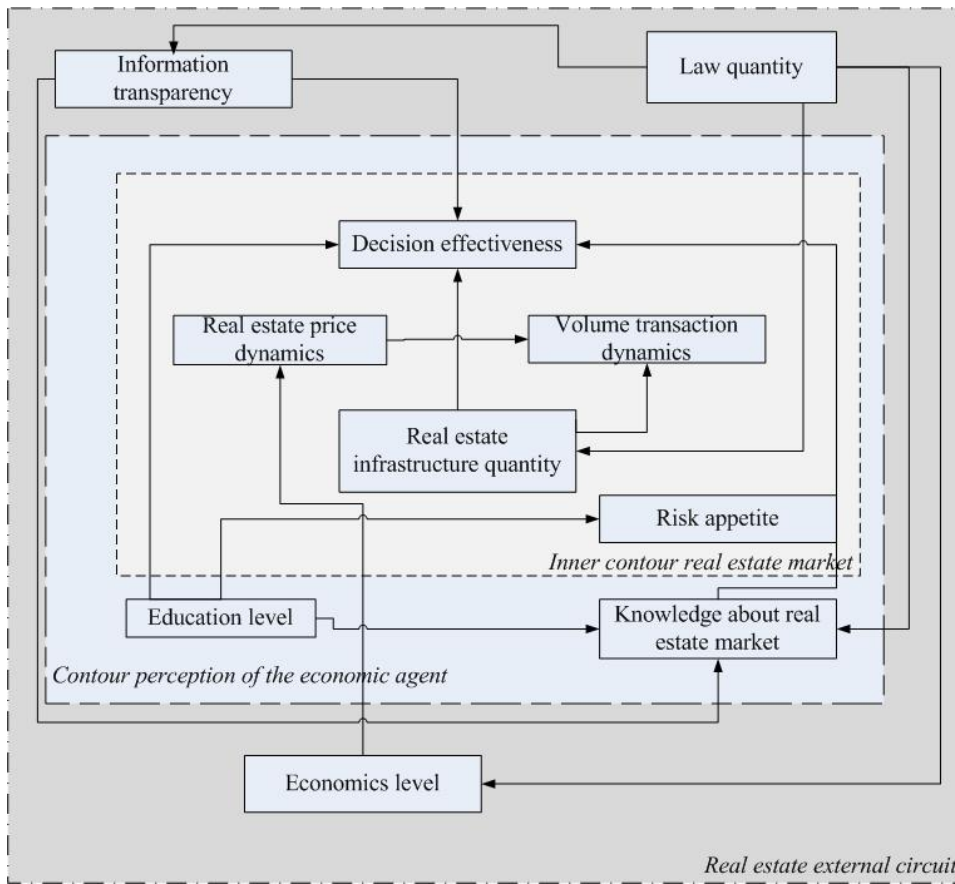 Information
transparency
Law quantity
Decision effectiveness
Real estate price
dynamics
Volume transaction
dynamics
Real estate
infrastructure quantity
Risk appetite
Inner contour real estate market
Education level
Knowledge about real
estate market
Contour perception of the economic agent
Economics level
Real estate external circuit